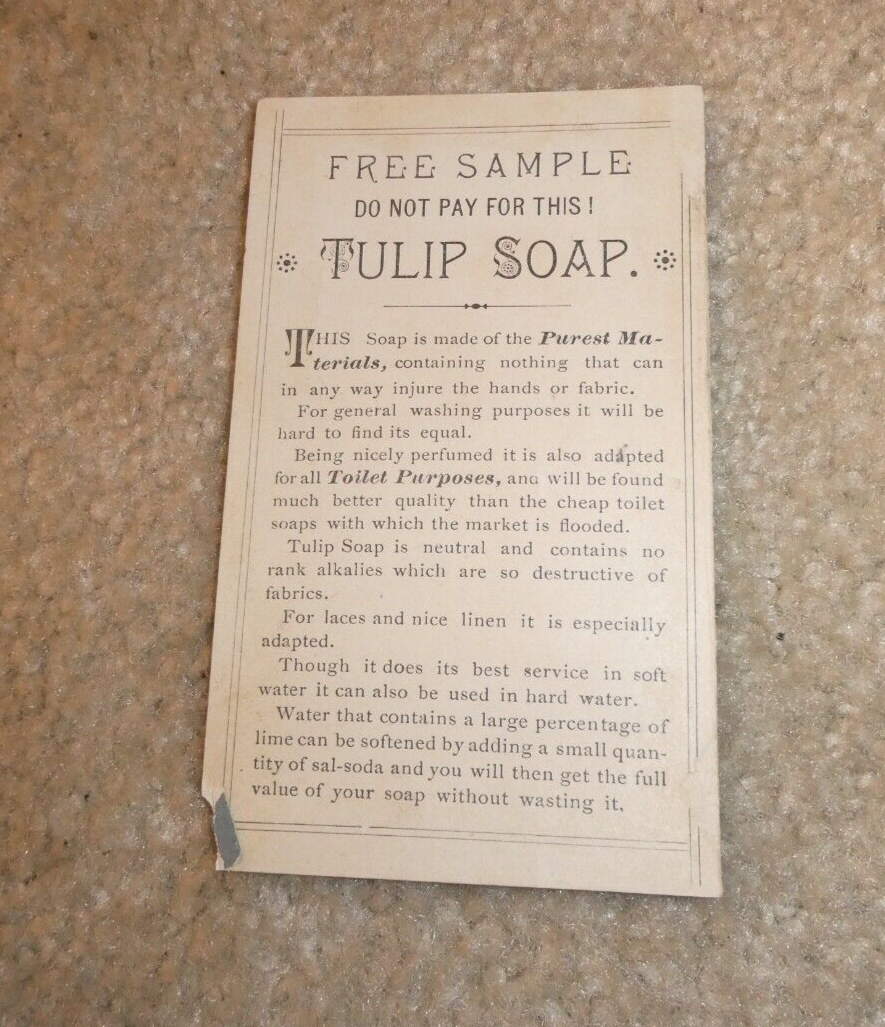 FREE SAMPLE
DO NOT PAY FOR THIS!
TULIP SOAP.
THIS Soap is made of the Purest Ma-
terials, containing nothing that can
in any way injure the hands or fabric.
For general washing purposes it will be
hard to find its equal.
Being nicely perfumed it is also adapted
for all Toilet Purposes, and will be found
much better quality than the cheap toilet
soaps with which the market is flooded.
Tulip Soap is neutral and contains no
rank alkalies which are so destructive of
fabrics.
For laces and nice linen it is especially
adapted.
Though it does its best service in soft
water it can also be used in hard water.
Water that contains a large percentage of
lime can be softened by adding a small quan-
tity of sal-soda and you will then get the full
value of your soap without wasting it.